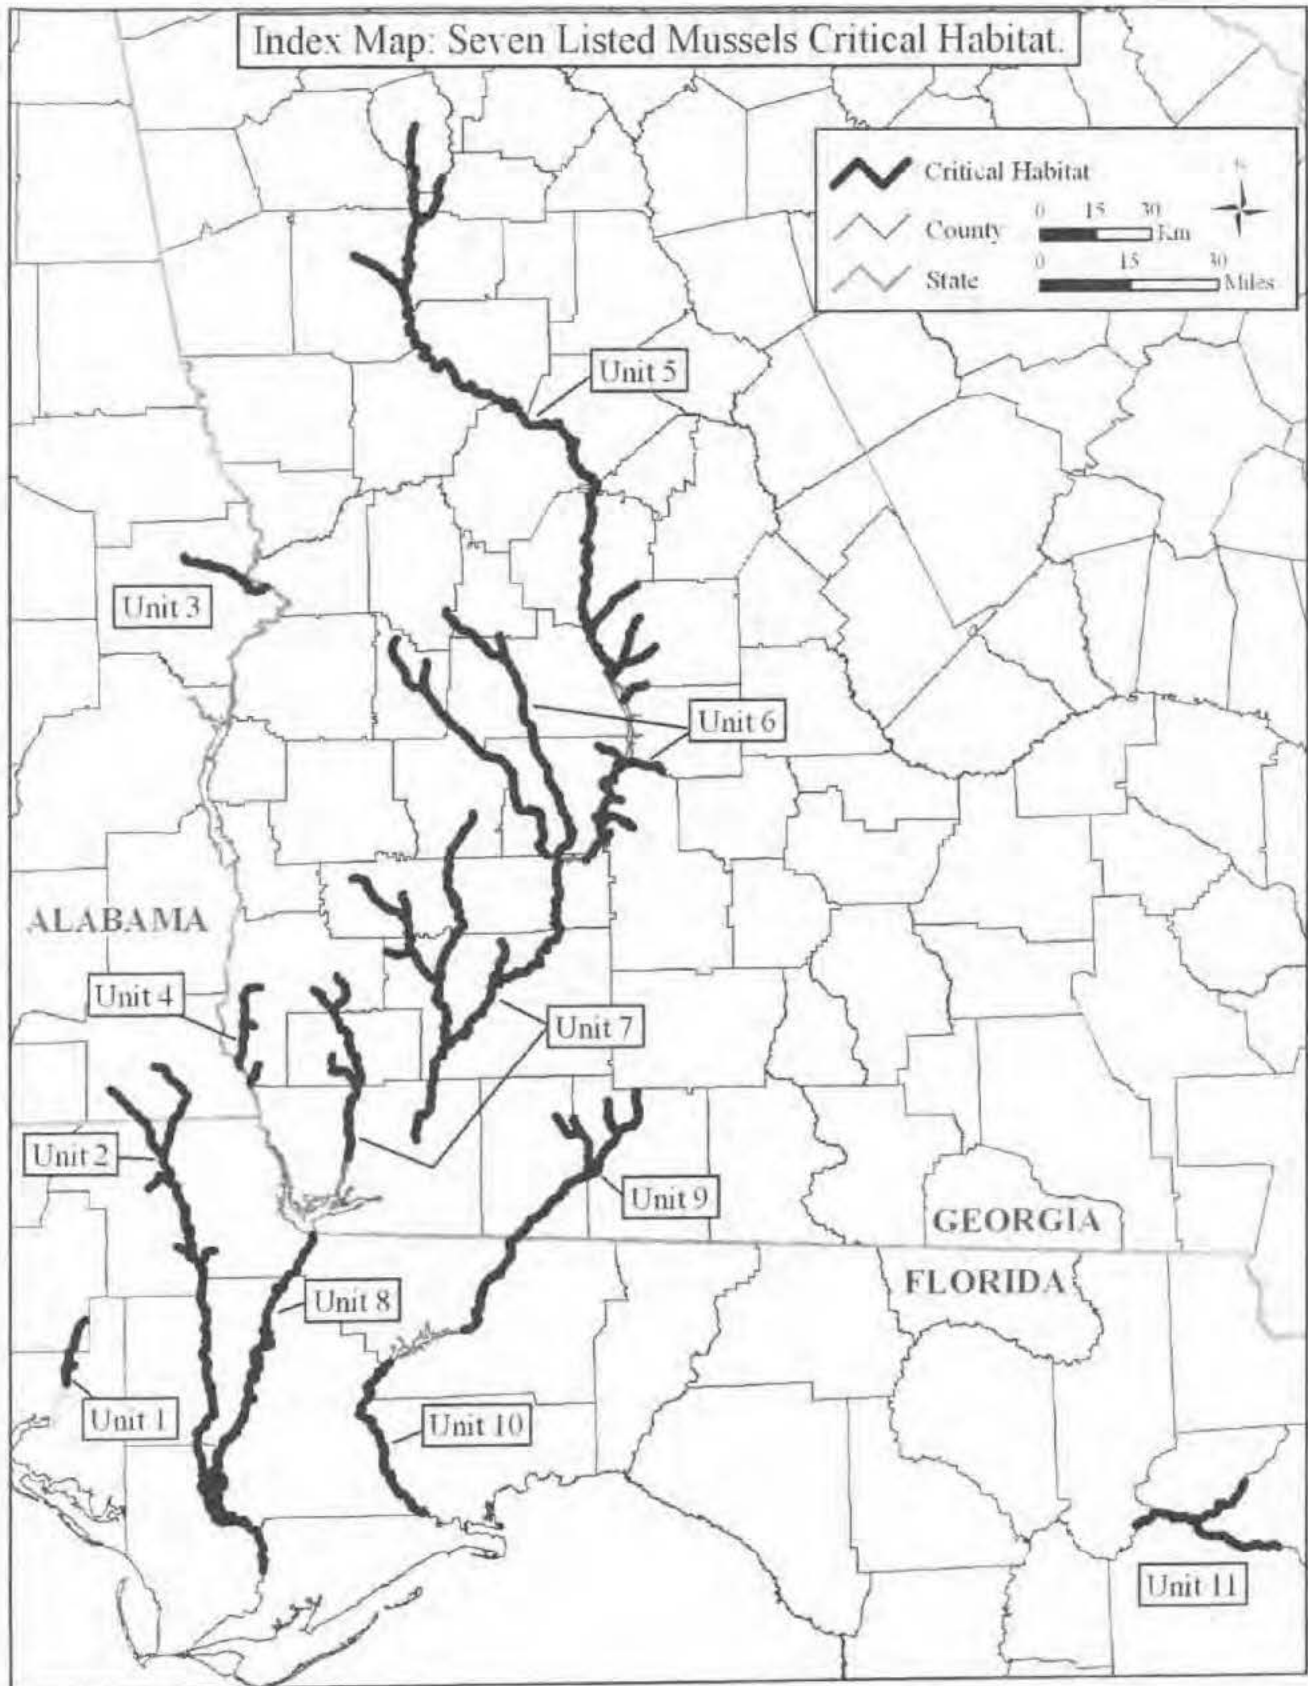 Index Map: Seven Listed Mussels Critical Habitat.
Critical Habitat
County
0 15 30
Km
State
0 15 30
Miles
Unit 5
Unit 3
Unit 6
ALABAMA
Unit 4
Unit 7
Unit 2
Unit 9
GEORGIA
FLORIDA
Unit 8
Unit 1
Unit 10
Unit 11